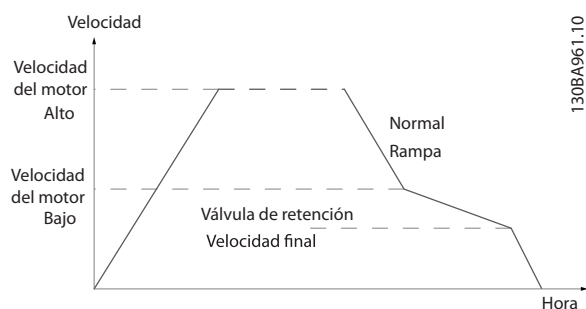 Velocidad
130BA961.10
Velocidad
del motor
Alto
Normal
Rampa
Velocidad
del motor
Bajo
Válvula de retención
Velocidad final
Hora